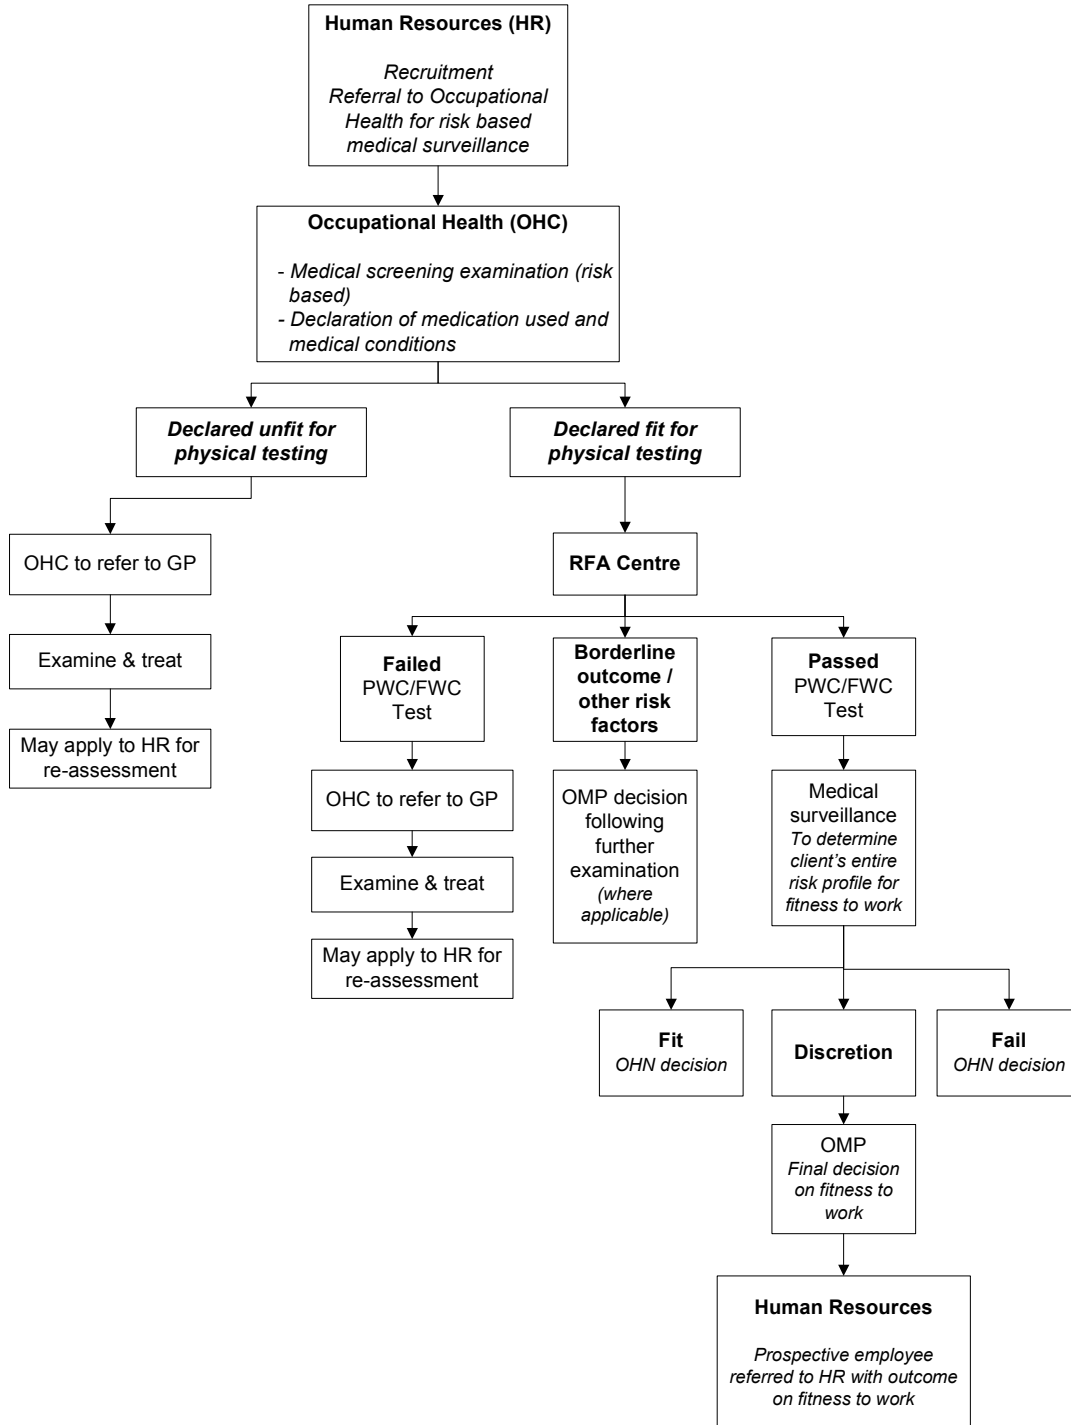 Human Resources (HR)
Recruitment
Referral to Occupational
Health for risk based
medical surveillance
Occupational Health (OHC)
- Medical screening examination (risk
based)
- Declaration of medication used and
medical conditions
Declared unfit for
physical testing
Declared fit for
physical testing
OHC to refer to GP
Examine & treat
May apply to HR for
re-assessment
RFA Centre
Failed
PWC/FWC
Test
OHC to refer to GP
Examine & treat
May apply to HR for
re-assessment
Borderline
outcome /
other risk
factors
OMP decision
following
further
examination
(where
applicable)
Passed
PWC/FWC
Test
Medical
surveillance
To determine
client's entire
risk profile for
fitness to work
Fit
OHN decision
Discretion
Fail
OHN decision
OMP
Final decision
on fitness to
work
Human Resources
Prospective employee
referred to HR with outcome
on fitness to work